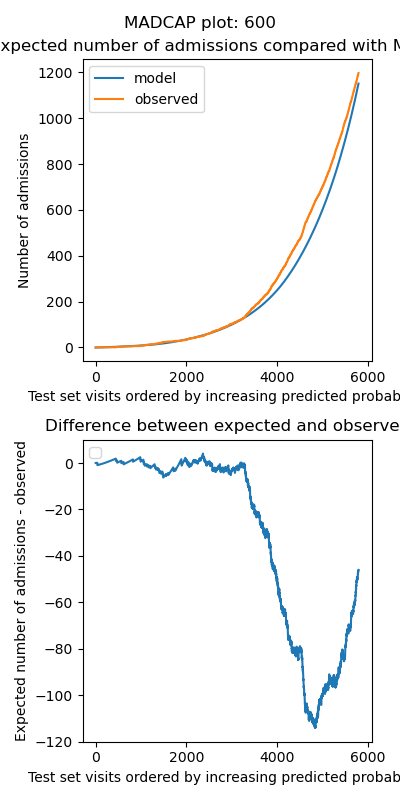 MADCAP plot: 600
xpected number of admissions compared with M
model
observed
1200
1000
800
600
400
200
0
Number of admissions
0 2000 4000 6000
Test set visits ordered by increasing predicted probab
Difference between expected and observe
0
−20
−40
−60
−80
−100
−120
Expected number of admissions - observed
0 2000 4000 6000
Test set visits ordered by increasing predicted probab